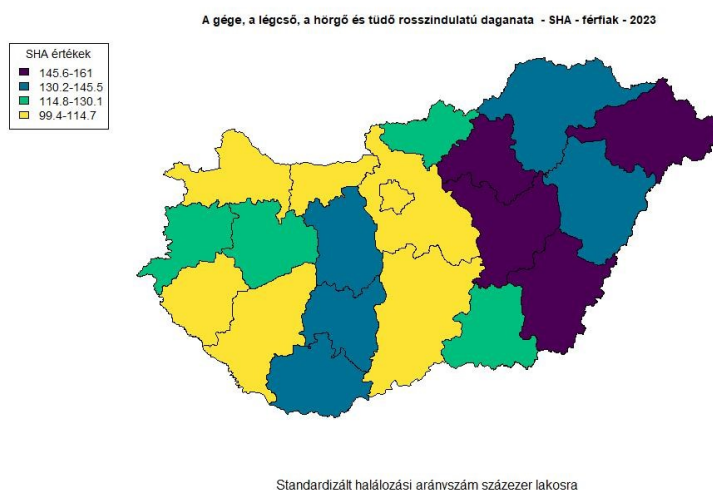 A gége, a légcső, a hörgő és tüdő rosszindulatú daganata - SHA - férfiak - 2023
SHA értékek
145.6-161
130.2-145.5
114.8-130.1
99.4-114.7
Standardizált halálozási arányszám százezer lakosra